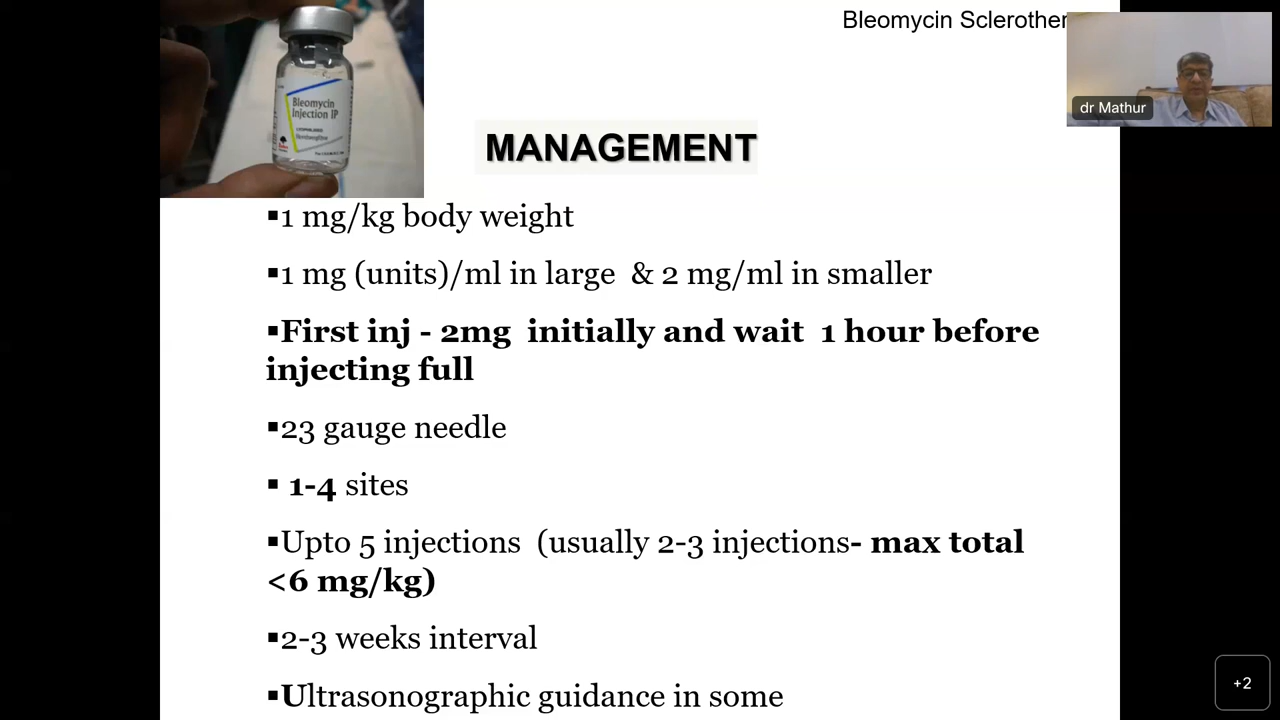 Bleomycin Sclerother
dr Mathur
Bleomycin
Injection IP
MANAGEMENT
▪1 mg/kg body weight
▪1 mg (units)/ml in large & 2 mg/ml in smaller
▪First inj - 2mg initially and wait 1 hour before
injecting full
▪23 gauge needle
▪ 1-4 sites
▪Upto 5 injections (usually 2-3 injections- max total
<6 mg/kg)
▪2-3 weeks interval
▪Ultrasonographic guidance in some
+2